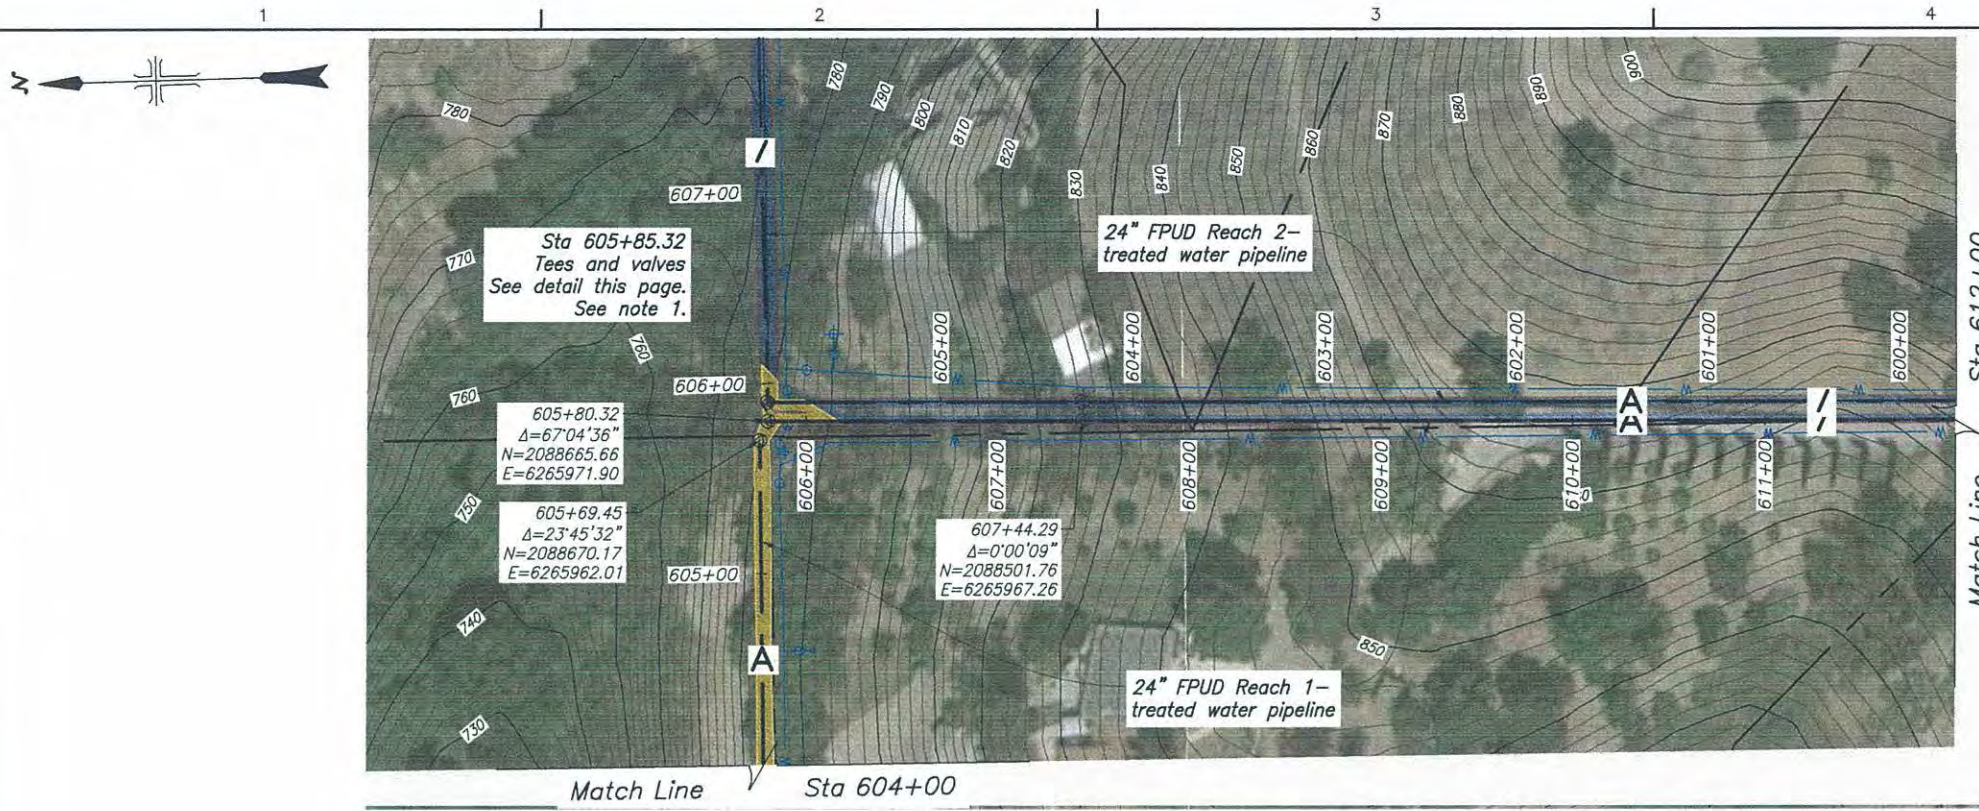 1
2
3
4
N
780
780
790
800
810
820
830
840
850
860
870
880
890
900
607+00
Sta 605+85.32
Tees and valves
See detail this page.
See note 1.
770
760
760
24" FPUD Reach 2-
treated water pipeline
605+00
604+00
603+00
602+00
601+00
600+00
606+00
605+80.32
Δ=67°04'36"
N=2088665.66
E=6265971.90
A
A
606+00
607+00
608+00
609+00
610+00
611+00
605+69.45
Δ=23°45'32"
N=2088670.17
E=6265962.01
607+44.29
Δ=0°00'09"
N=2088501.76
E=6265967.26
605+00
750
740
730
850
A
24" FPUD Reach 1-
treated water pipeline
Match Line Sta 604+00
Match Line Sta 612+00